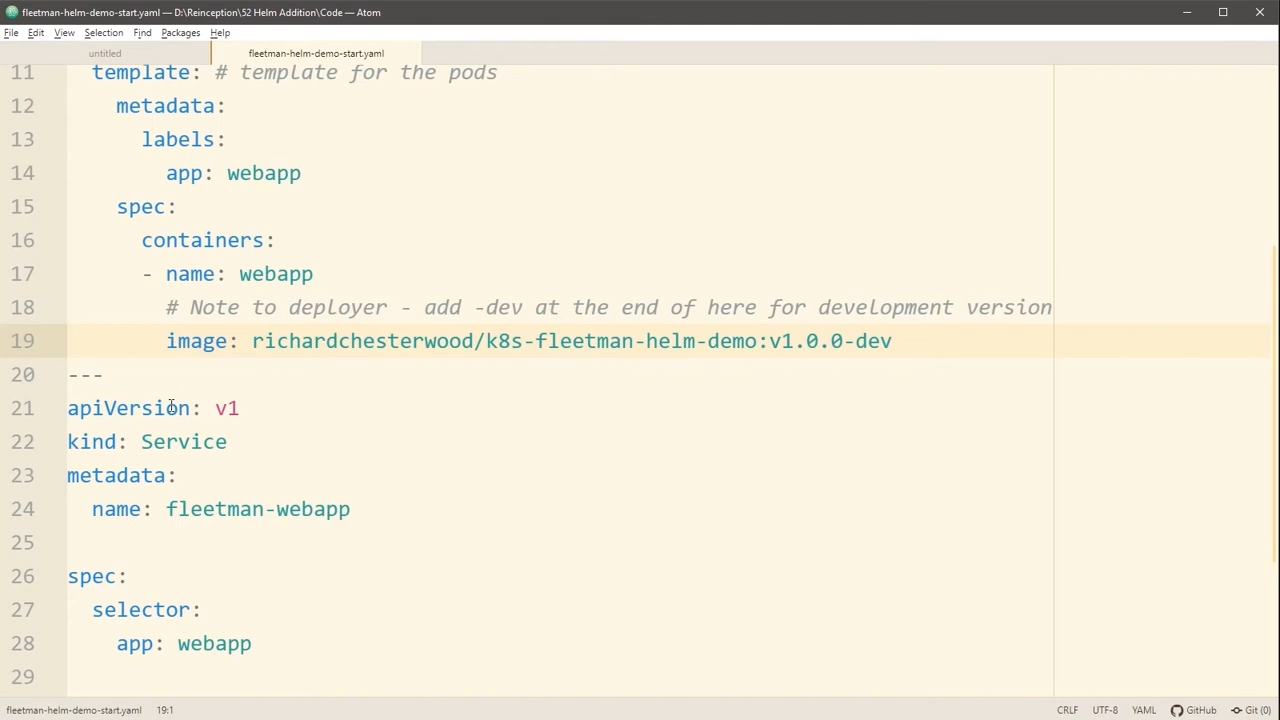 fleetman-helm-demo-start.yaml — D:\Reinception\52 Helm Addition\Code — Atom
File Edit View Selection Find Packages Help
untitled fleetman-helm-demo-start.yaml
11 template: # template for the pods
12 metadata:
13 labels:
14 app: webapp
15 spec:
16 containers:
17 - name: webapp
18 # Note to deployer - add -dev at the end of here for development version
19 image: richardchesterwood/k8s-fleetman-helm-demo:v1.0.0-dev
20 ---
21 apiVersion: v1
22 kind: Service
23 metadata:
24 name: fleetman-webapp
25
26 spec:
27 selector:
28 app: webapp
29
fleetman-helm-demo-start.yaml 19:1 CRLF UTF-8 YAML GitHub Git (0)